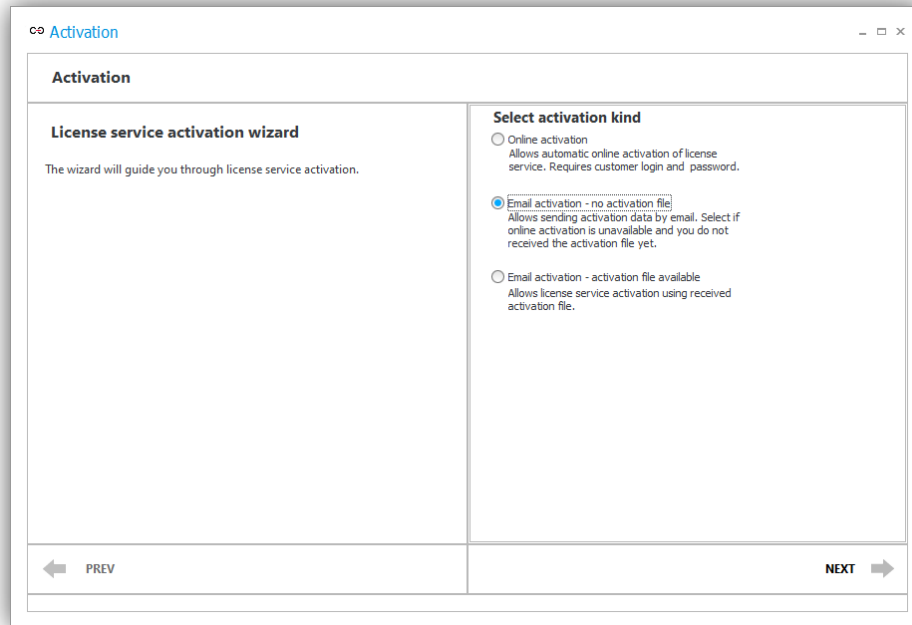 Activation
Activation
License service activation wizard
The wizard will guide you through license service activation.
Select activation kind
Online activation
Allows automatic online activation of license
service. Requires customer login and password.
Email activation - no activation file
Allows sending activation data by email. Select if
online activation is unavailable and you do not
received the activation file yet.
Email activation - activation file available
Allows license service activation using received
activation file.
PREV
NEXT